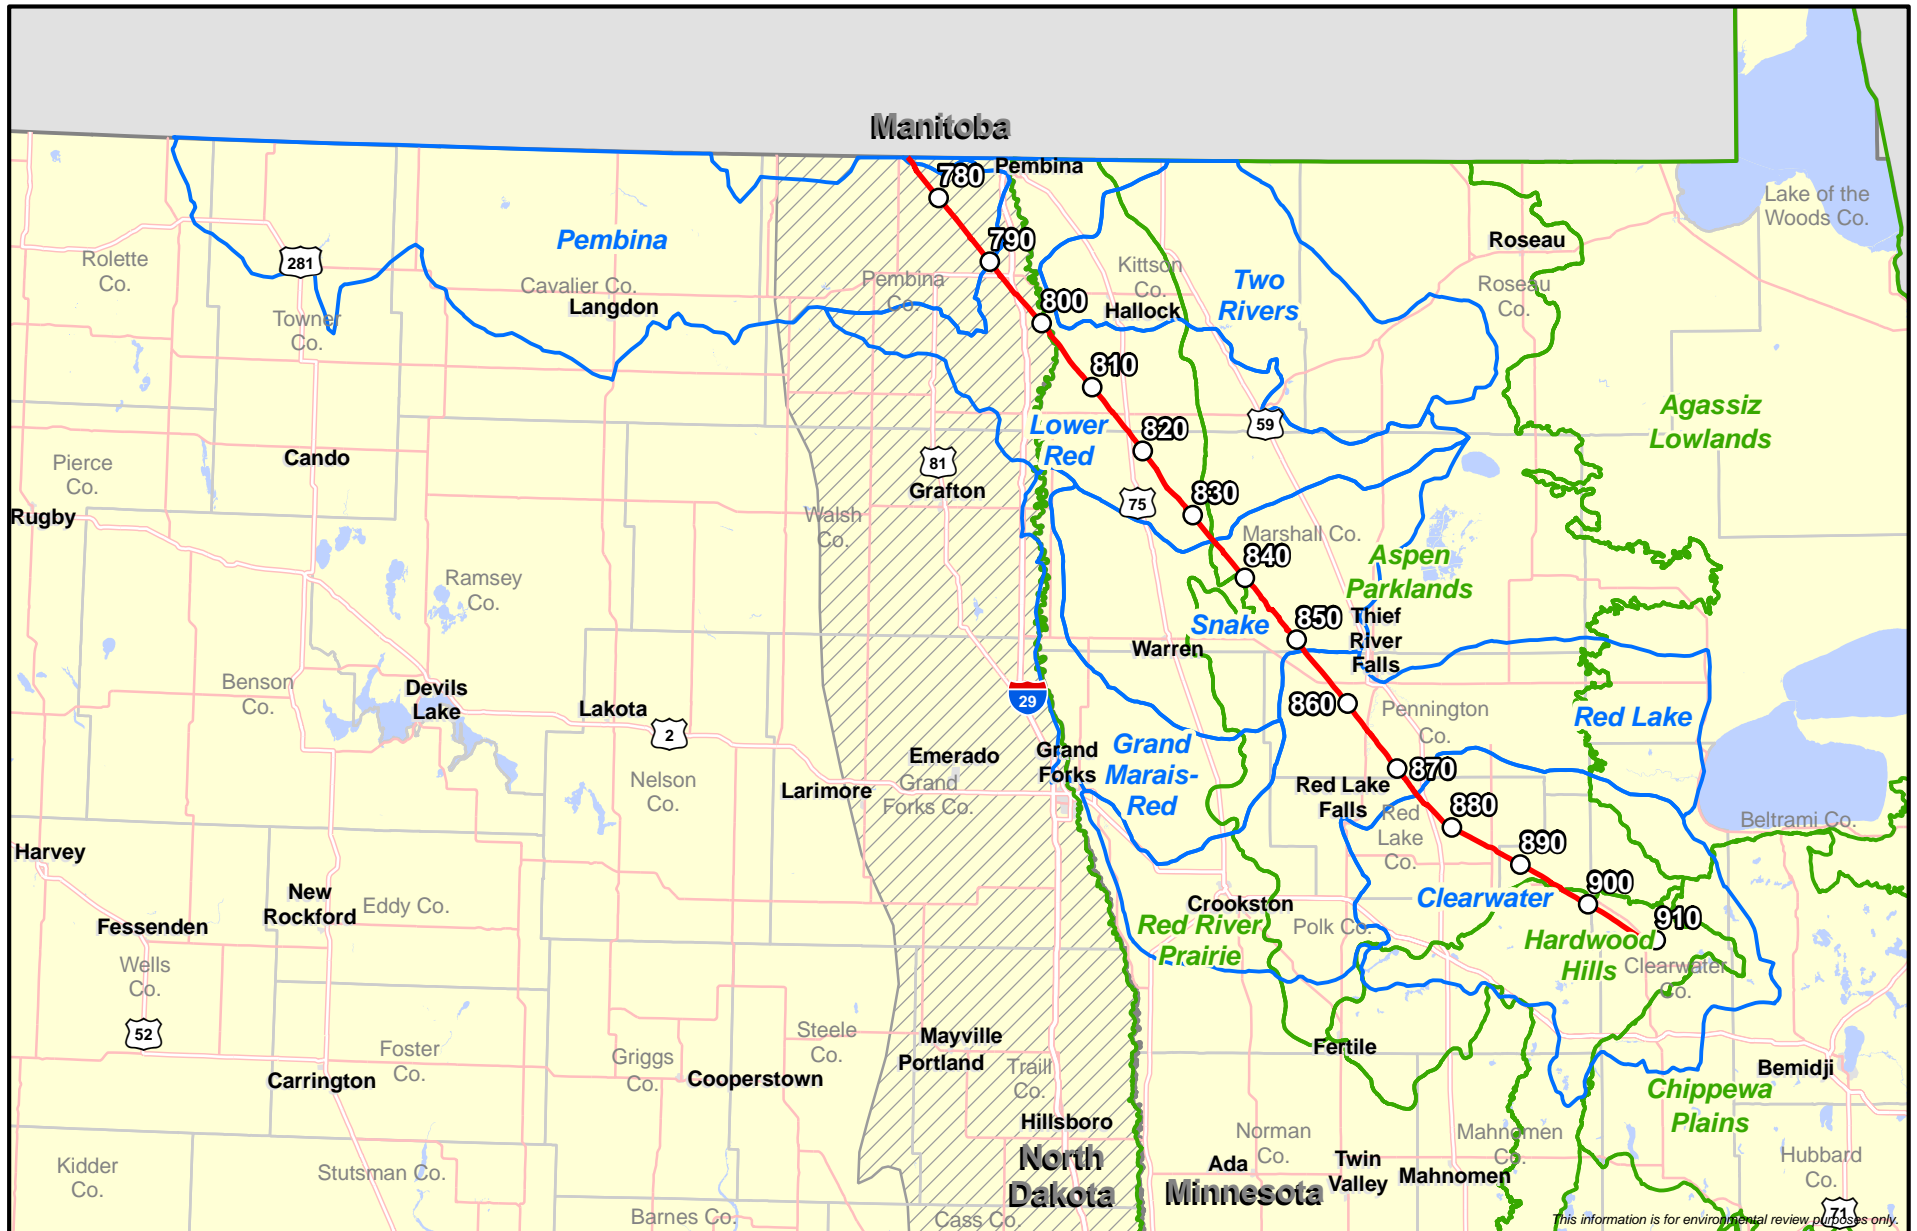 Manitoba
Pembina
780
Lake of the
Woods Co.
Roseau
Pembina
790
Rolette
Co.
281
Kittson
Co.
Two
Rivers
Cavalier Co.
Langdon
Pembina
Co.
Roseau
Co.
800
Hallock
Towner
Co.
810
Agassiz
Lowlands
Lower
Red
820
59
Cando
Pierce
Co.
81
Grafton
830
75
Rugby
Walsh
Co.
Marshall Co.
840
Aspen
Parklands
Ramsey
Co.
Snake
850
Thief
River
Falls
Warren
Benson
Co.
Devils
Lake
Lakota
29
860
Pennington
Co.
Red Lake
2
Emerado
Grand
Forks
Grand
Marais-
Red
870
Nelson
Co.
Larimore
Grand
Forks Co.
Red Lake
Falls
Red
Lake
Co.
880
Beltrami Co.
Harvey
890
New
Rockford
Eddy Co.
900
Clearwater
Crookston
Fessenden
Red River
Prairie
Polk Co.
910
Hardwood
Hills
Wells
Co.
Clearwater
Co.
52
Steele
Co.
Mayville
Portland
Foster
Co.
Griggs
Co.
Fertile
Carrington
Cooperstown
Traill
Co.
Bemidji
Chippewa
Plains
Hillsboro
Norman
Co.
Mahnomen
Co.
Kidder
Co.
Stutsman Co.
North
Dakota
Ada
Minnesota
Twin
Valley
Mahnomen
Hubbard
Co.
Barnes Co.
Cass Co.
71
This information is for environmental review purposes only.